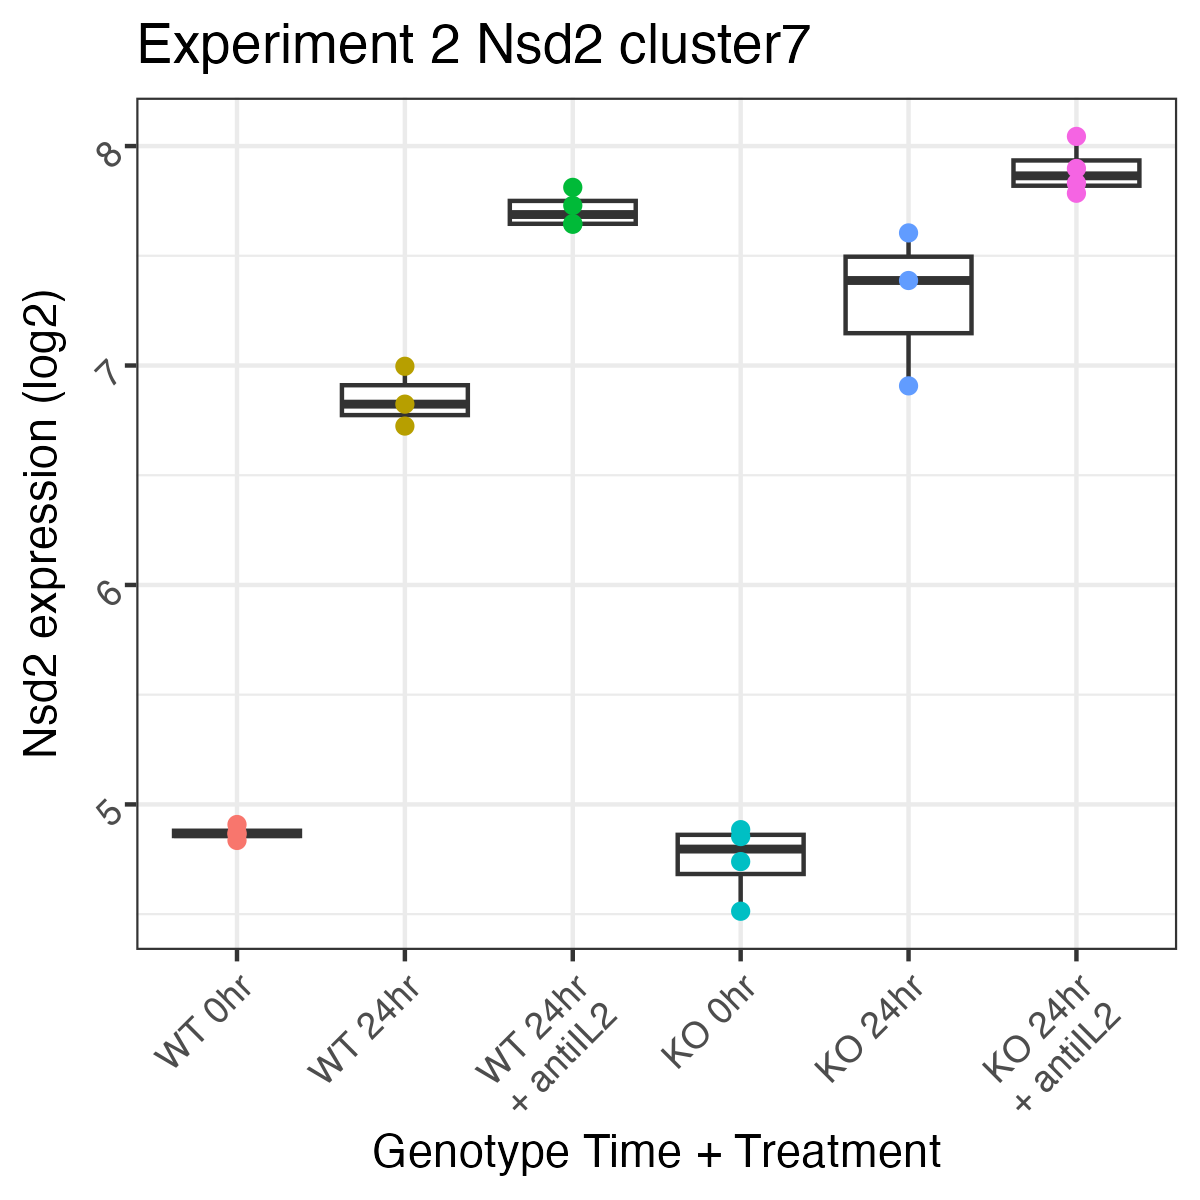 Experiment 2 Nsd2 cluster7
Nsd2 expression (log2)
8
7
6
5
WT 0hr
WT 24hr
WT 24hr
+ antiIL2
KO 0hr
KO 24hr
KO 24hr
+ antiIL2
Genotype Time + Treatment